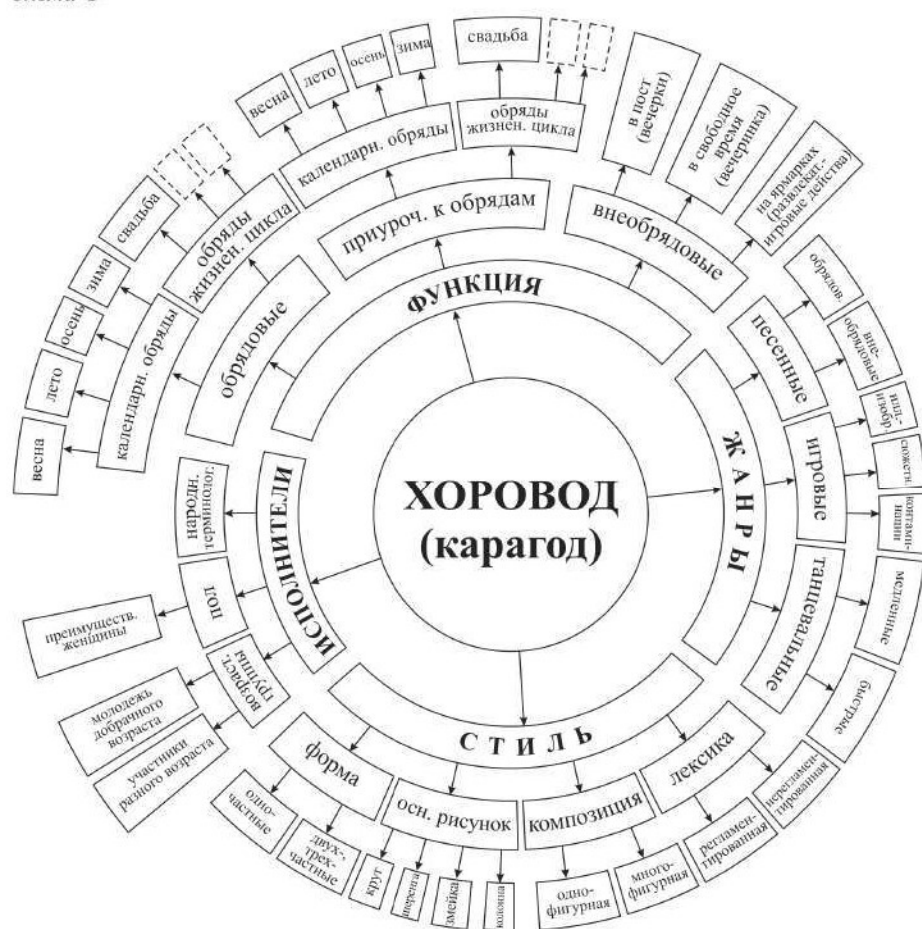 ХОРОВОД
(карагод)
ФУНКЦИЯ
обрядовые
календарн. обряды
весна
лето
осень
зима
обряды
жизнен. цикла
свадьба
приуроч. к обрядам
календарн. обряды
весна
лето
осень
зима
обряды
жизнен. цикла
свадьба
внеобрядовые
в пост
(вечерки)
в свободное
время
(вечеринка)
на ярмарках
(развлекат.-
игровые действа)
ЖАНРЫ
песенные
обрядов.
вне-
обрядовые
игровые
илл.-
изобр.
сюжетн.
контами-
нации
танцевальные
медленные
быстрые
СТИЛЬ
лексика
нерегламен-
тированная
регламен-
тированная
композиция
много-
фигурная
одно-
фигурная
осн. рисунок
колонна
змейка
шеренга
круг
форма
двух-,
трех-
частные
одно-
частные
ИСПОЛНИТЕЛИ
возраст.
группы
участники
разного возраста
молодежь
добрачного
возраста
пол
преимуществ.
женщины
народн.
терминолог.